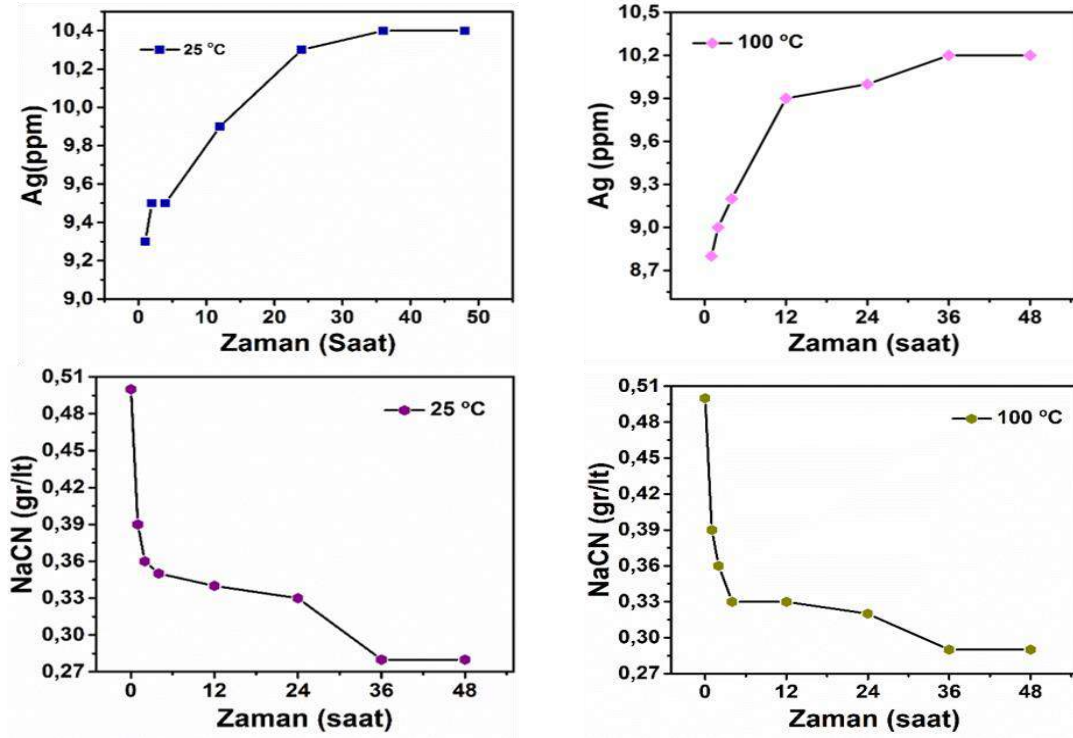 10,4
10,2
10,0
9,8
9,6
9,4
9,2
9,0
Ag(ppm)
25 °C
0 10 20 30 40 50
Zaman (Saat)
10,5
10,2
9,9
9,6
9,3
9,0
8,7
Ag (ppm)
100 °C
0 12 24 36 48
Zaman (saat)
0,51
0,48
0,45
0,42
0,39
0,36
0,33
0,30
0,27
NaCN (gr/lt)
25 °C
0 12 24 36 48
Zaman (saat)
0,51
0,48
0,45
0,42
0,39
0,36
0,33
0,30
0,27
NaCN (gr/lt)
100 °C
0 12 24 36 48
Zaman (saat)